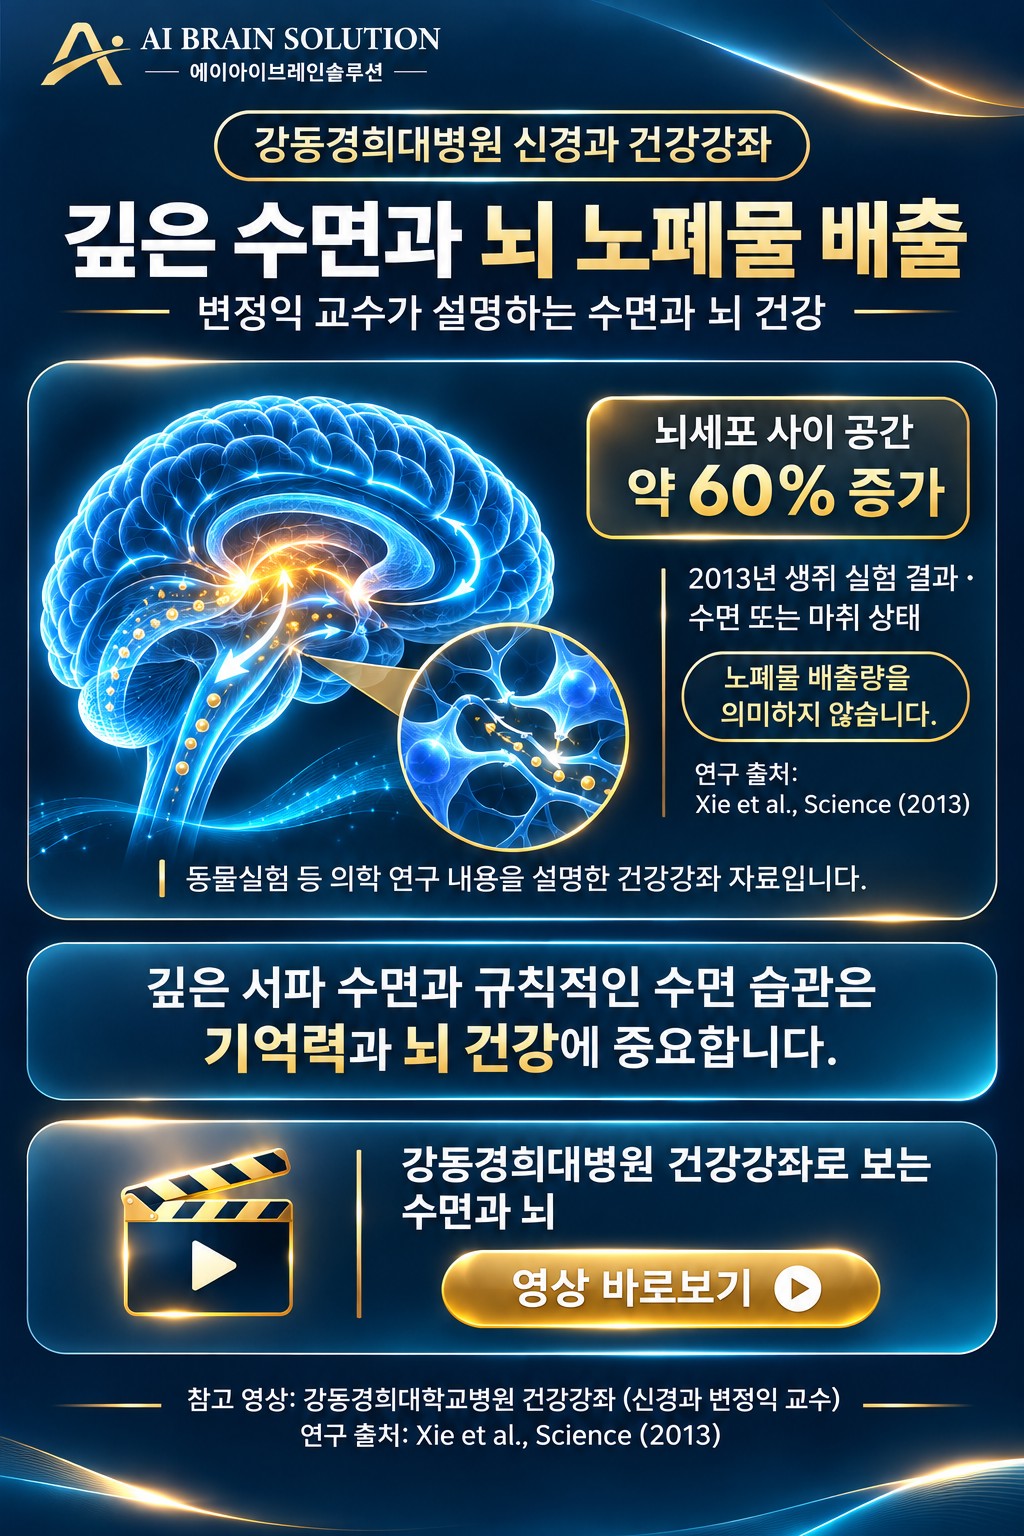 AI BRAIN SOLUTION
에이아이브레인솔루션
강동경희대병원 신경과 건강강좌
깊은 수면과 뇌 노폐물 배출
변정익 교수가 설명하는 수면과 뇌 건강
뇌세포 사이 공간
약 60% 증가
2013년 생쥐 실험 결과 ·
수면 또는 마취 상태
노폐물 배출량을
의미하지 않습니다.
연구 출처:
Xie et al., Science (2013)
동물실험 등 의학 연구 내용을 설명한 건강강좌 자료입니다.
깊은 서파 수면과 규칙적인 수면 습관은
기억력과 뇌 건강에 중요합니다.
강동경희대병원 건강강좌로 보는
수면과 뇌
영상 바로보기
참고 영상: 강동경희대학교병원 건강강좌 (신경과 변정익 교수)
연구 출처: Xie et al., Science (2013)